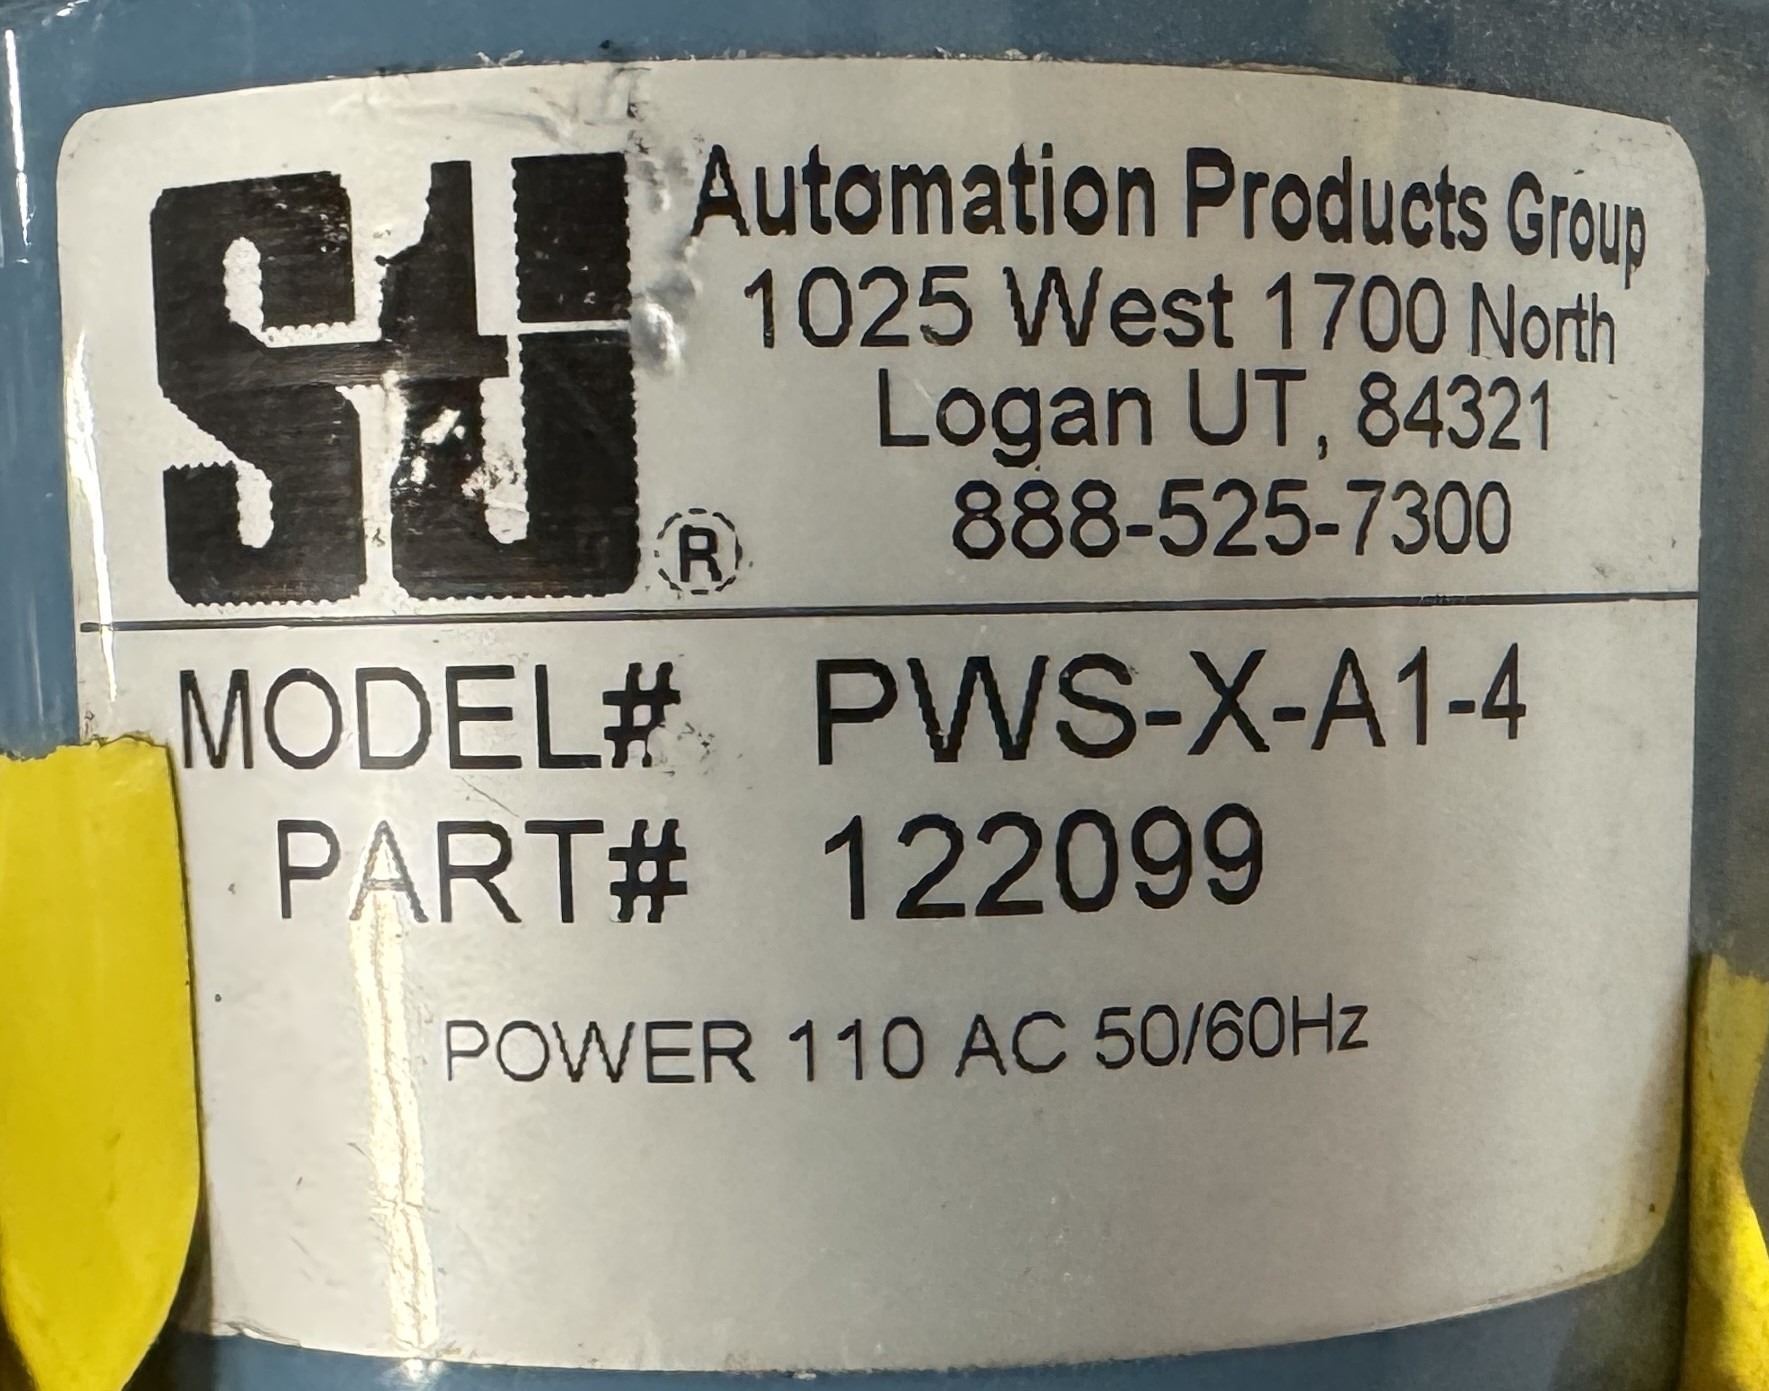 Automation Products Group
1025 West 1700 North
Logan UT, 84321
888-525-7300
®
MODEL# PWS-X-A1-4
PART# 122099
POWER 110 AC 50/60Hz